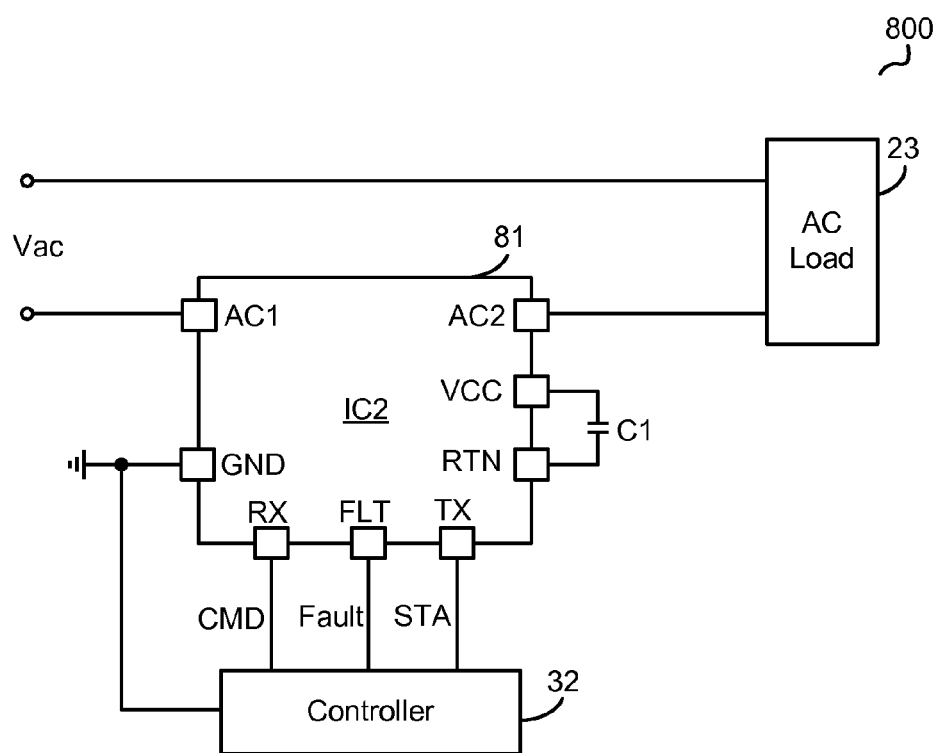 800
23
AC
Load
Vac
81
AC1
AC2
VCC
IC2
C1
GND
RTN
RX
FLT
TX
CMD
Fault
STA
32
Controller